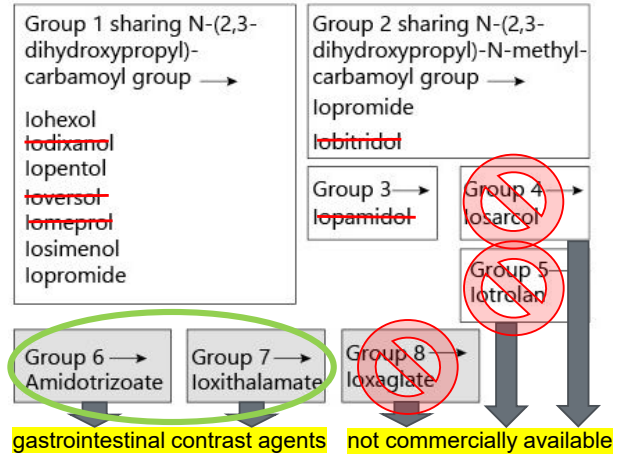 Group 1 sharing N-(2,3-
dihydroxypropyl)-
carbamoyl group
Iohexol
Iodixanol
Iopentol
Ioversol
Iomeprol
Iosimenol
Iopromide
Group 2 sharing N-(2,3-
dihydroxypropyl)-N-methyl-
carbamoyl group
Iopromide
Iobitridol
Group 3
Iopamidol
Group 4
Iosarcol
Group 5
Iotrolan
Group 6
Amidotrizoate
Group 7
Ioxithalamate
Group 8
Ioxaglate
gastrointestinal contrast agents
not commercially available